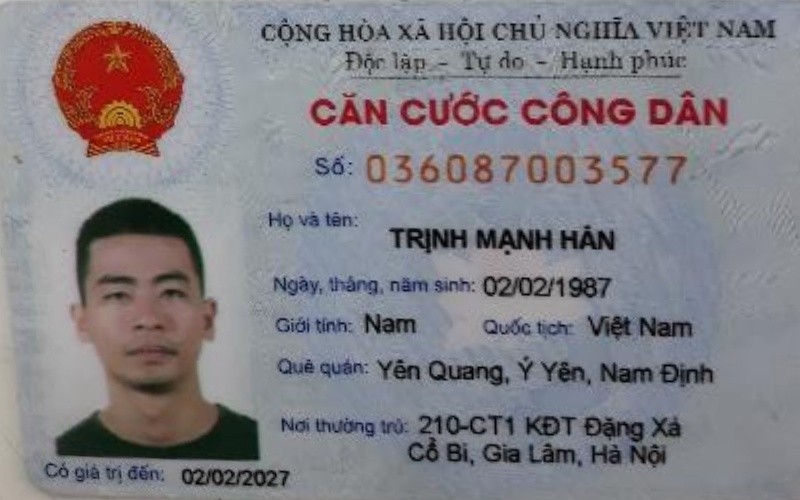 CỘNG HÒA XÃ HỘI CHỦ NGHĨA VIỆT NAM
Độc lập - Tự do - Hạnh phúc
CĂN CƯỚC CÔNG DÂN
Số: 036087003577
Họ và tên: TRỊNH MẠNH HÂN
Ngày, tháng, năm sinh: 02/02/1987
Giới tính: Nam Quốc tịch: Việt Nam
Quê quán: Yên Quang, Ý Yên, Nam Định
Nơi thường trú: 210-CT1 KĐT Đặng Xá
Cổ Bi, Gia Lâm, Hà Nội
Có giá trị đến: 02/02/2027